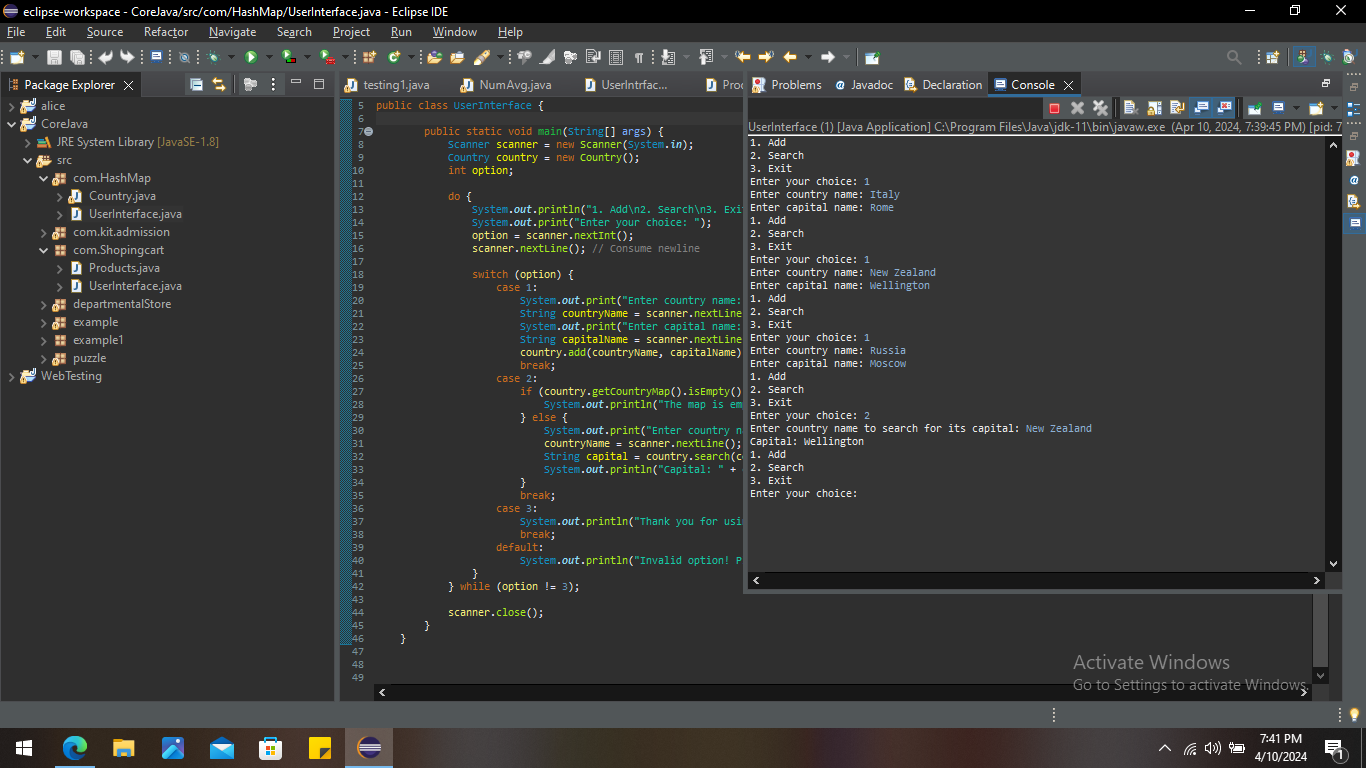 eclipse-workspace - CoreJava/src/com/HashMap/UserInterface.java - Eclipse IDE
File Edit Source Refactor Navigate Search Project Run Window Help
Package Explorer
alice
CoreJava
JRE System Library [JavaSE-1.8]
src
com.HashMap
Country.java
UserInterface.java
com.kit.admission
com.Shopingcart
Products.java
UserInterface.java
departmentalStore
example
example1
puzzle
WebTesting
testing1.java NumAvg.java UserIntrfac... Proc
5 public class UserInterface {
6
7 public static void main(String[] args) {
8 Scanner scanner = new Scanner(System.in);
9 Country country = new Country();
10 int option;
11
12 do {
13 System.out.println("1. Add\n2. Search\n3. Exi
14 System.out.print("Enter your choice: ");
15 option = scanner.nextInt();
16 scanner.nextLine(); // Consume newline
17
18 switch (option) {
19 case 1:
20 System.out.print("Enter country name:
21 String countryName = scanner.nextLine
22 System.out.print("Enter capital name:
23 String capitalName = scanner.nextLine
24 country.add(countryName, capitalName)
25 break;
26 case 2:
27 if (country.getCountryMap().isEmpty()
28 System.out.println("The map is em
29 } else {
30 System.out.print("Enter country n
31 countryName = scanner.nextLine();
32 String capital = country.search(co
33 System.out.println("Capital: " +
34 }
35 break;
36 case 3:
37 System.out.println("Thank you for usi
38 break;
39 default:
40 System.out.println("Invalid option! P
41 }
42 } while (option != 3);
43
44 scanner.close();
45 }
46 }
47
48
49
Problems Javadoc Declaration Console
UserInterface (1) [Java Application] C:\Program Files\Java\jdk-11\bin\javaw.exe (Apr 10, 2024, 7:39:45 PM) [pid: 7
1. Add
2. Search
3. Exit
Enter your choice: 1
Enter country name: Italy
Enter capital name: Rome
1. Add
2. Search
3. Exit
Enter your choice: 1
Enter country name: New Zealand
Enter capital name: Wellington
1. Add
2. Search
3. Exit
Enter your choice: 1
Enter country name: Russia
Enter capital name: Moscow
1. Add
2. Search
3. Exit
Enter your choice: 2
Enter country name to search for its capital: New Zealand
Capital: Wellington
1. Add
2. Search
3. Exit
Enter your choice:
Activate Windows
Go to Settings to activate Windows.
7:41 PM
4/10/2024
1